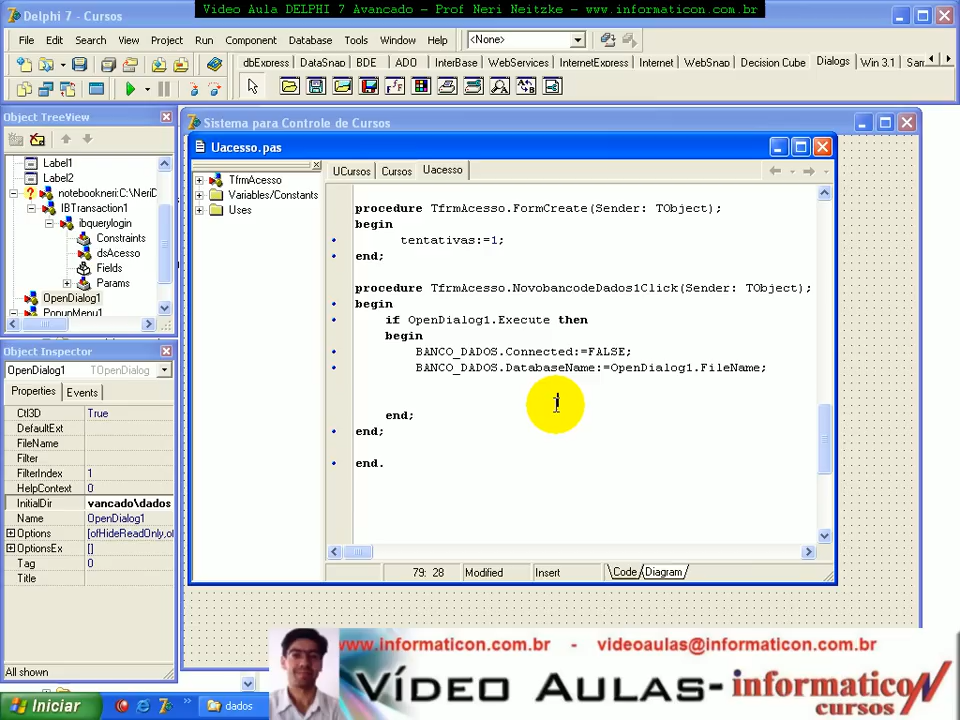 Video Aula DELPHI 7 Avancado - Prof Neri Neitzke - www.informaticon.com.br
Delphi 7 - Cursos
File Edit Search View Project Run Component Database Tools Window Help <None>
dbExpress DataSnap BDE ADO InterBase WebServices InternetExpress Internet WebSnap Decision Cube Dialogs Win 3.1
Object TreeView
Label1
Label2
notebookneri:C:\NeriD
IBTransaction1
ibquerylogin
Constraints
dsAcesso
Fields
Params
OpenDialog1
PopupMenu1
Object Inspector
OpenDialog1 TOpenDialog
Properties Events
Ctl3D True
DefaultExt
FileName
Filter
FilterIndex 1
HelpContext 0
InitialDir vancado\dados
Name OpenDialog1
Options [ofHideReadOnly,of
OptionsEx []
Tag 0
Title
All shown
Sistema para Controle de Cursos
Uacesso.pas
TfrmAcesso
Variables/Constants
Uses
UCursos Cursos Uacesso
procedure TfrmAcesso.FormCreate(Sender: TObject);
begin
tentativas:=1;
end;
procedure TfrmAcesso.NovobancodeDados1Click(Sender: TObject);
begin
if OpenDialog1.Execute then
begin
BANCO_DADOS.Connected:=FALSE;
BANCO_DADOS.DatabaseName:=OpenDialog1.FileName;
end;
end;
end.
79: 28 Modified Insert Code Diagram
www.informaticon.com.br - videoaulas@informaticon.com.br
VÍDEO AULAS- informaticon
cursos
Iniciar dados